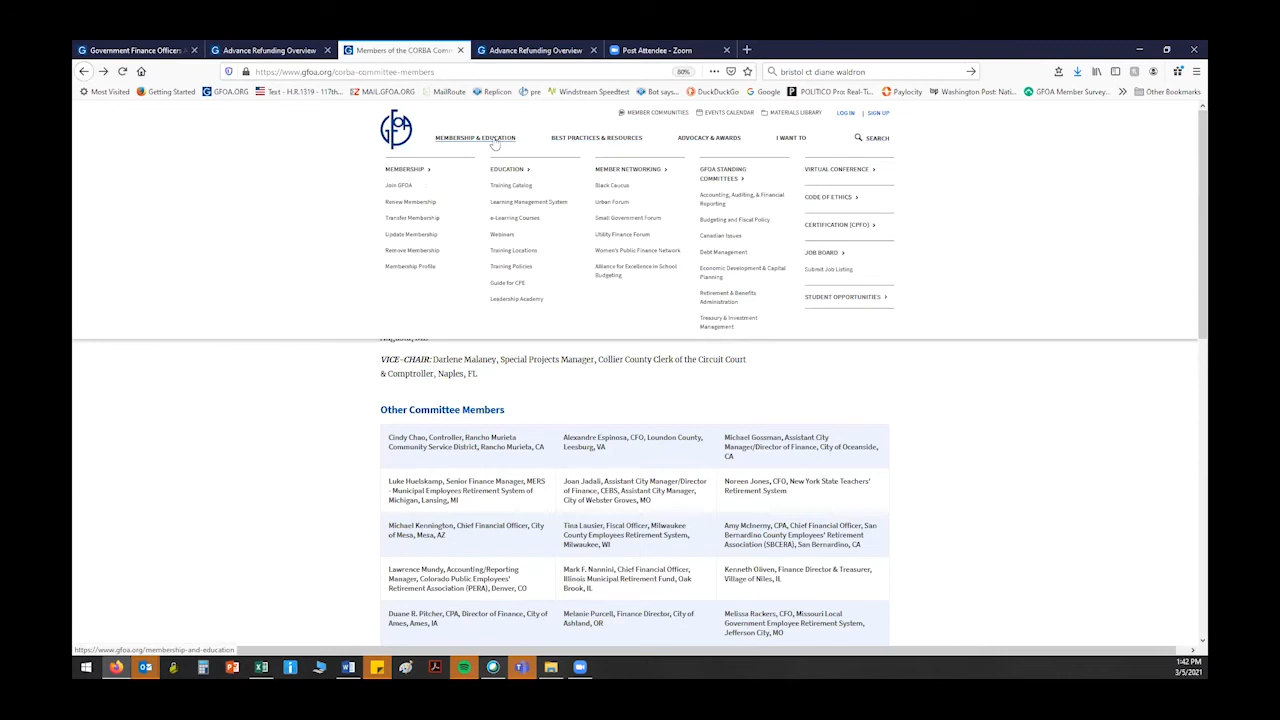 Government Finance Officers A
Advance Refunding Overview
Members of the CORBA Comm
Advance Refunding Overview
Post Attendee - Zoom
https://www.gfoa.org/corba-committee-members
80%
bristol ct diane waldron
Most Visited
Getting Started
GFOA.ORG
Text - H.R.1319 - 117th...
MAIL.GFOA.ORG
MailRoute
Replicon
pre
Windstream Speedtest
Bot says...
DuckDuckGo
Google
POLITICO Pro: Real-Ti...
Paylocity
Washington Post: Nati...
GFOA Member Survey...
Other Bookmarks
GFOA
MEMBER COMMUNITIES
EVENTS CALENDAR
MATERIALS LIBRARY
LOG IN | SIGN UP
MEMBERSHIP & EDUCATION
BEST PRACTICES & RESOURCES
ADVOCACY & AWARDS
I WANT TO
SEARCH
MEMBERSHIP
Join GFOA
Renew Membership
Transfer Membership
Update Membership
Remove Membership
Membership Profile
EDUCATION
Training Catalog
Learning Management System
e-Learning Courses
Webinars
Training Locations
Training Policies
Guide for CPE
Leadership Academy
MEMBER NETWORKING
Black Caucus
Urban Forum
Small Government Forum
Utility Finance Forum
Women's Public Finance Network
Alliance for Excellence in School
Budgeting
GFOA STANDING
COMMITTEES
Accounting, Auditing, & Financial
Reporting
Budgeting and Fiscal Policy
Canadian Issues
Debt Management
Economic Development & Capital
Planning
Retirement & Benefits
Administration
Treasury & Investment
Management
VIRTUAL CONFERENCE
CODE OF ETHICS
CERTIFICATION (CPFO)
JOB BOARD
Submit Job Listing
STUDENT OPPORTUNITIES
VICE-CHAIR: Darlene Malaney, Special Projects Manager, Collier County Clerk of the Circuit Court
& Comptroller, Naples, FL
Other Committee Members
Cindy Chao, Controller, Rancho Murieta
Community Service District, Rancho Murieta, CA
Alexandre Espinosa, CFO, Loundon County,
Leesburg, VA
Michael Gossman, Assistant City
Manager/Director of Finance, City of Oceanside,
CA
Luke Huelskamp, Senior Finance Manager, MERS
- Municipal Employees Retirement System of
Michigan, Lansing, MI
Joan Jadali, Assistant City Manager/Director
of Finance, CEBS, Assistant City Manager,
City of Webster Groves, MO
Noreen Jones, CFO, New York State Teachers'
Retirement System
Michael Kennington, Chief Financial Officer, City
of Mesa, Mesa, AZ
Tina Lausier, Fiscal Officer, Milwaukee
County Employees Retirement System,
Milwaukee, WI
Amy McInerny, CPA, Chief Financial Officer, San
Bernardino County Employees' Retirement
Association (SBCERA), San Bernardino, CA
Lawrence Mundy, Accounting/Reporting
Manager, Colorado Public Employees'
Retirement Association (PERA), Denver, CO
Mark F. Nannini, Chief Financial Officer,
Illinois Municipal Retirement Fund, Oak
Brook, IL
Kenneth Oliven, Finance Director & Treasurer,
Village of Niles, IL
Duane R. Pitcher, CPA, Director of Finance, City of
Ames, Ames, IA
Melanie Purcell, Finance Director, City of
Ashland, OR
Melissa Rackers, CFO, Missouri Local
Government Employee Retirement System,
Jefferson City, MO
https://www.gfoa.org/membership-and-education
1:42 PM
3/5/2021